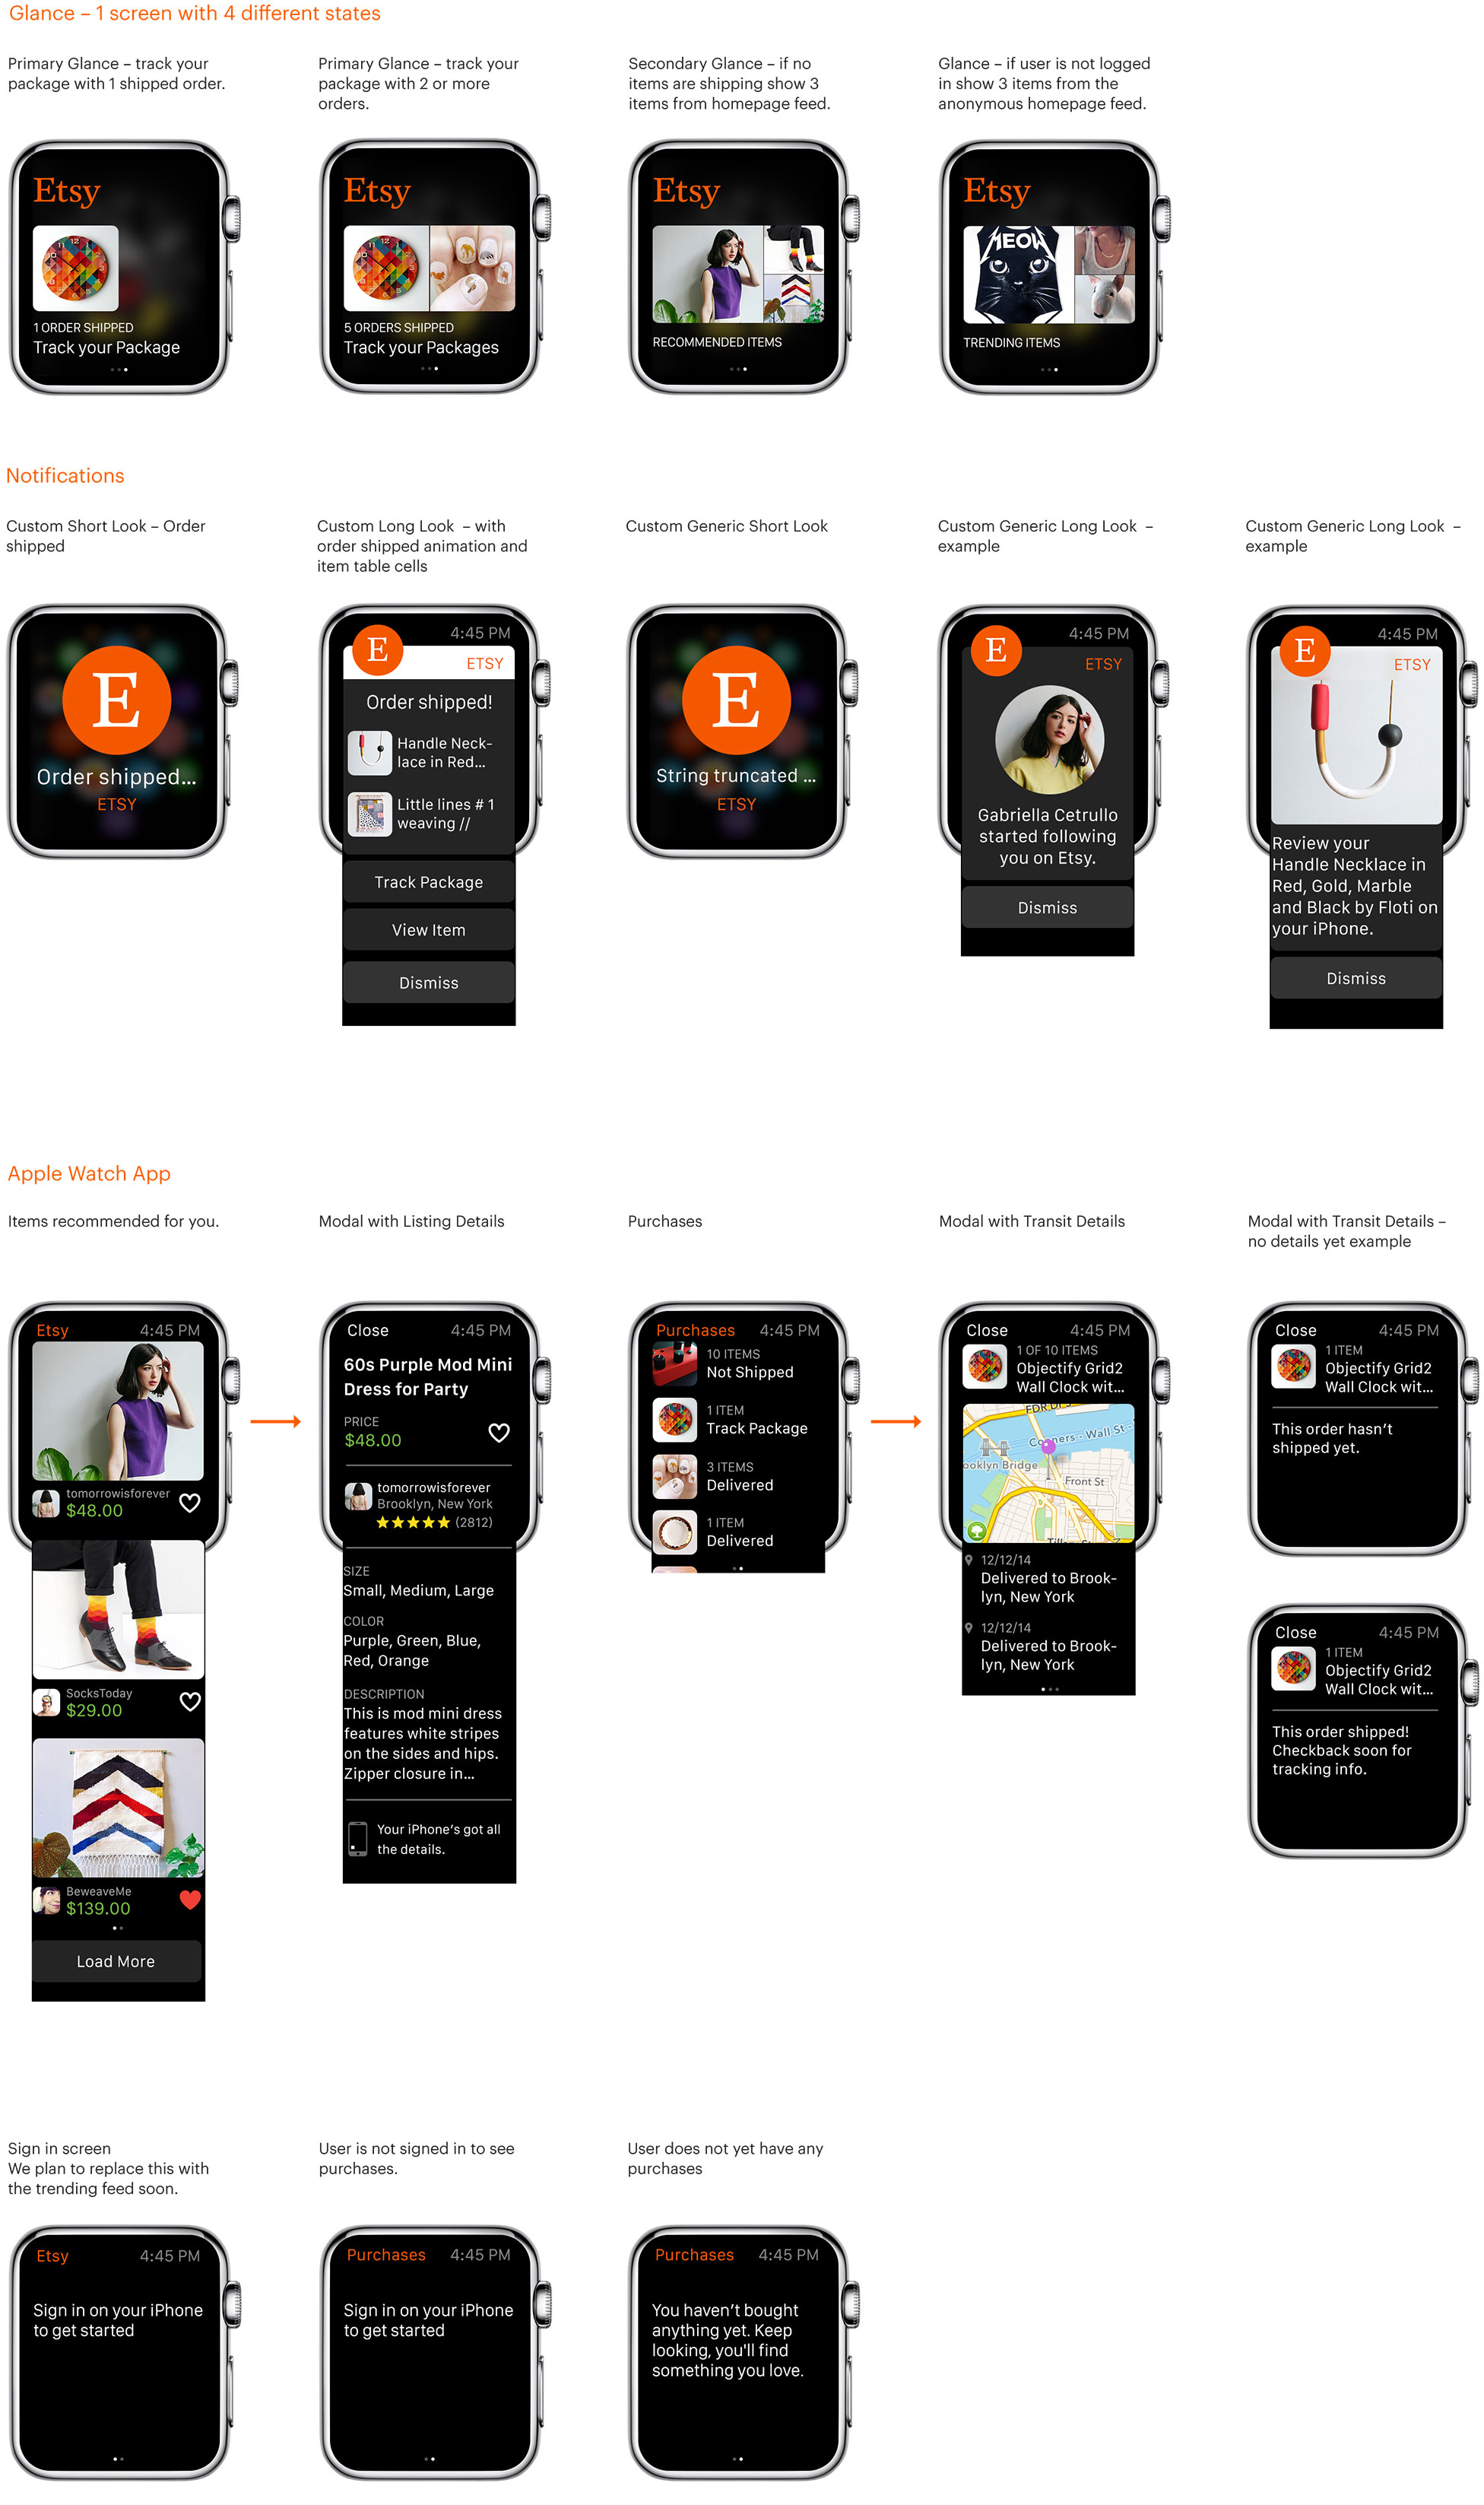 Glance – 1 screen with 4 different states
Primary Glance – track your
package with 1 shipped order.
Primary Glance – track your
package with 2 or more
orders.
Secondary Glance – if no
items are shipping show 3
items from homepage feed.
Glance – if user is not logged
in show 3 items from the
anonymous homepage feed.
Etsy
12
11
1 ORDER SHIPPED
Track your Package
Etsy
12
11
5 ORDERS SHIPPED
Track your Packages
Etsy
RECOMMENDED ITEMS
Etsy
MEOW
TRENDING ITEMS
Notifications
Custom Short Look – Order
shipped
Custom Long Look – with
order shipped animation and
item table cells
Custom Generic Short Look
Custom Generic Long Look –
example
Custom Generic Long Look –
example
E
Order shipped...
ETSY
4:45 PM
E
ETSY
Order shipped!
Handle Neck-
lace in Red...
Little lines # 1
weaving //
Track Package
View Item
Dismiss
E
String truncated ...
ETSY
4:45 PM
E
ETSY
Gabriella Cetrullo
started following
you on Etsy.
Dismiss
4:45 PM
E
ETSY
Review your
Handle Necklace in
Red, Gold, Marble
and Black by Floti on
your iPhone.
Dismiss
Apple Watch App
Items recommended for you.
Modal with Listing Details
Purchases
Modal with Transit Details
Modal with Transit Details –
no details yet example
Etsy 4:45 PM
tomorrowisforever
$48.00
SocksToday
$29.00
BeweaveMe
$139.00
Load More
Close 4:45 PM
60s Purple Mod Mini
Dress for Party
PRICE
$48.00
tomorrowisforever
Brooklyn, New York
(2812)
SIZE
Small, Medium, Large
COLOR
Purple, Green, Blue,
Red, Orange
DESCRIPTION
This is mod mini dress
features white stripes
on the sides and hips.
Zipper closure in...
Your iPhone's got all
the details.
Purchases 4:45 PM
10 ITEMS
Not Shipped
1 ITEM
Track Package
3 ITEMS
Delivered
1 ITEM
Delivered
Close 4:45 PM
1 OF 10 ITEMS
Objectify Grid2
Wall Clock wit...
FDR
Wall St
ooklyn Bridge
Front St
12/12/14
Delivered to Brook-
lyn, New York
12/12/14
Delivered to Brook-
lyn, New York
Close 4:45 PM
1 ITEM
Objectify Grid2
Wall Clock wit...
This order hasn't
shipped yet.
Close 4:45 PM
1 ITEM
Objectify Grid2
Wall Clock wit...
This order shipped!
Checkback soon for
tracking info.
Sign in screen
We plan to replace this with
the trending feed soon.
User is not signed in to see
purchases.
User does not yet have any
purchases
Etsy 4:45 PM
Sign in on your iPhone
to get started
Purchases 4:45 PM
Sign in on your iPhone
to get started
Purchases 4:45 PM
You haven't bought
anything yet. Keep
looking, you'll find
something you love.